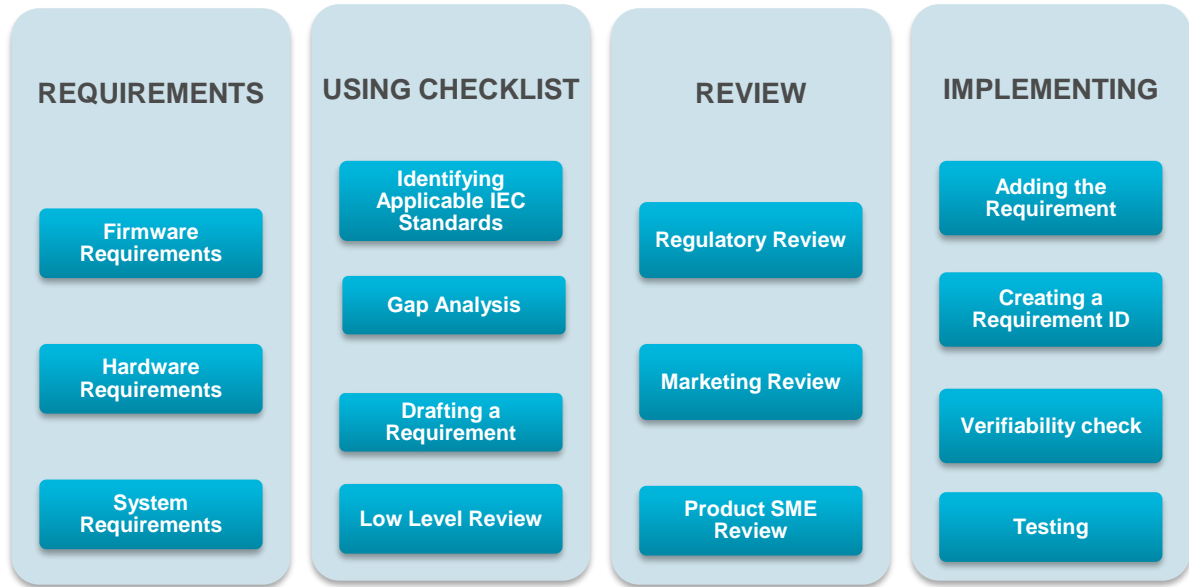 REQUIREMENTS
Firmware
Requirements
Hardware
Requirements
System
Requirements
USING CHECKLIST
Identifying
Applicable IEC
Standards
Gap Analysis
Drafting a
Requirement
Low Level Review
REVIEW
Regulatory Review
Marketing Review
Product SME
Review
IMPLEMENTING
Adding the
Requirement
Creating a
Requirement ID
Verifiability check
Testing